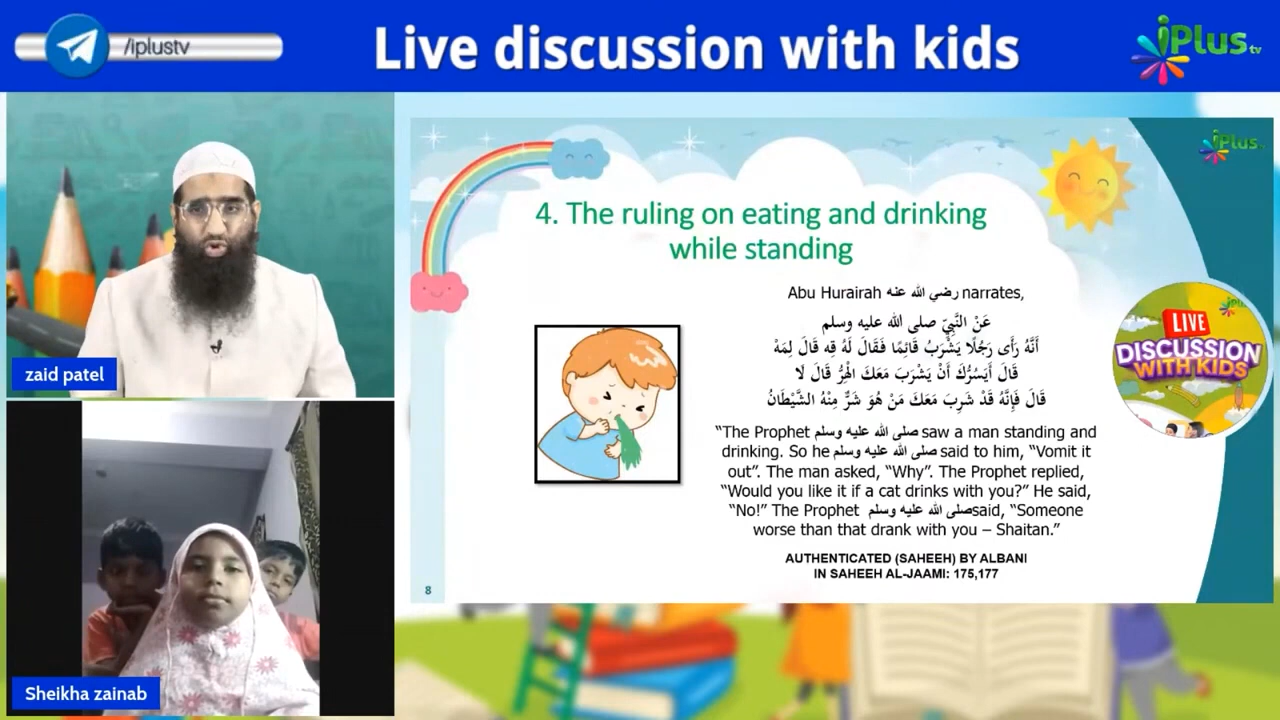 /iplustv
Live discussion with kids
iPlus tv
zaid patel
Sheikha zainab
iPlus
4. The ruling on eating and drinking
while standing
Abu Hurairah رضي الله عنه narrates,
عَنْ النَّبِيِّ صلى الله عليه وسلم
أَنَّهُ رَأَى رَجُلًا يَشْرَبُ قَائِمًا فَقَالَ لَهُ قِه قَالَ لِمَهْ
قَالَ أَيَسُرُّكَ أَنْ يَشْرَبَ مَعَكَ الْهِرُّ قَالَ لَا
قَالَ فَإِنَّهُ قَدْ شَرِبَ مَعَكَ مَنْ هُوَ شَرٌّ مِنْهُ الشَّيْطَانُ
“The Prophet صلى الله عليه وسلم saw a man standing and
drinking. So he صلى الله عليه وسلم said to him, “Vomit it
out”. The man asked, “Why”. The Prophet replied,
“Would you like it if a cat drinks with you?” He said,
“No!” The Prophet صلى الله عليه وسلمsaid, “Someone
worse than that drank with you – Shaitan.”
AUTHENTICATED (SAHEEH) BY ALBANI
IN SAHEEH AL-JAAMI: 175,177
8
LIVE
DISCUSSION
WITH KIDS